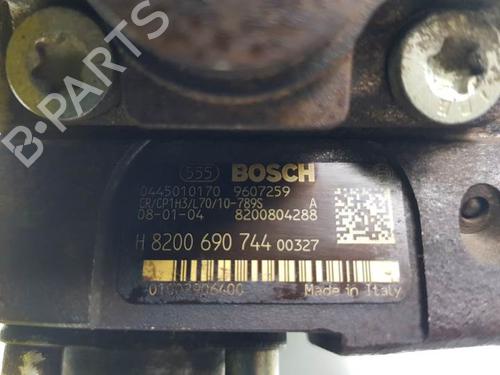 555 BOSCH
0445010170 9607259
CR/CP1H3/L70/10-789S A
08-01-04 8200804288
H 8200 690 744 00327
Made in Italy
B PARTS